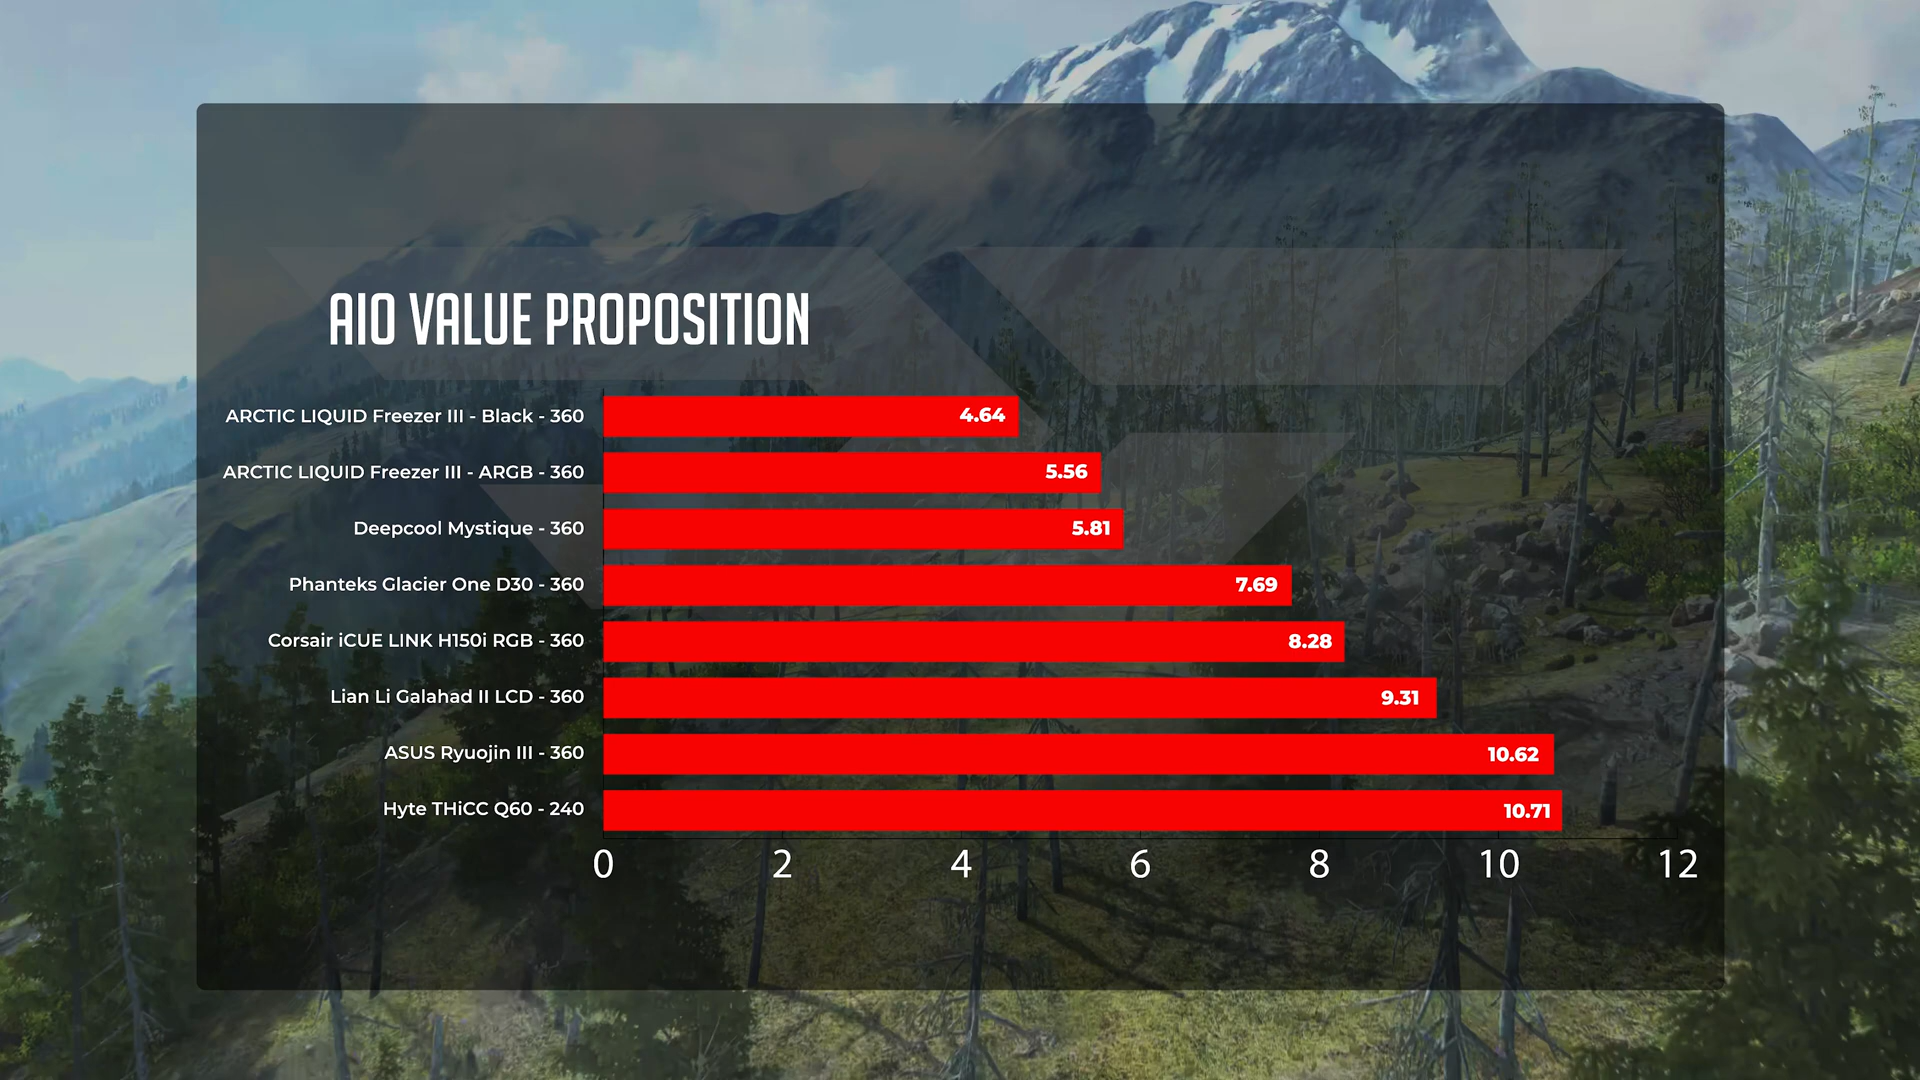 AIO VALUE PROPOSITION
ARCTIC LIQUID Freezer III - Black - 360 4.64
ARCTIC LIQUID Freezer III - ARGB - 360 5.56
Deepcool Mystique - 360 5.81
Phanteks Glacier One D30 - 360 7.69
Corsair iCUE LINK H150i RGB - 360 8.28
Lian Li Galahad II LCD - 360 9.31
ASUS Ryuojin III - 360 10.62
Hyte THiCC Q60 - 240 10.71
0 2 4 6 8 10 12